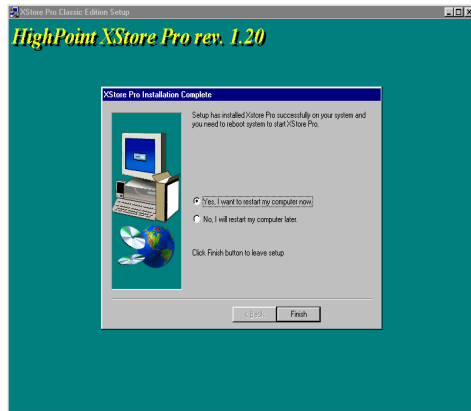 XStore Pro Classic Edition Setup
HighPoint XStore Pro rev. 1.20
XStore Pro Installation Complete
Setup has installed Xstore Pro successfully on your system and
you need to reboot system to start XStore Pro.
Yes, I want to restart my computer now.
No, I will restart my computer later.
Click Finish button to leave setup
< Back
Finish